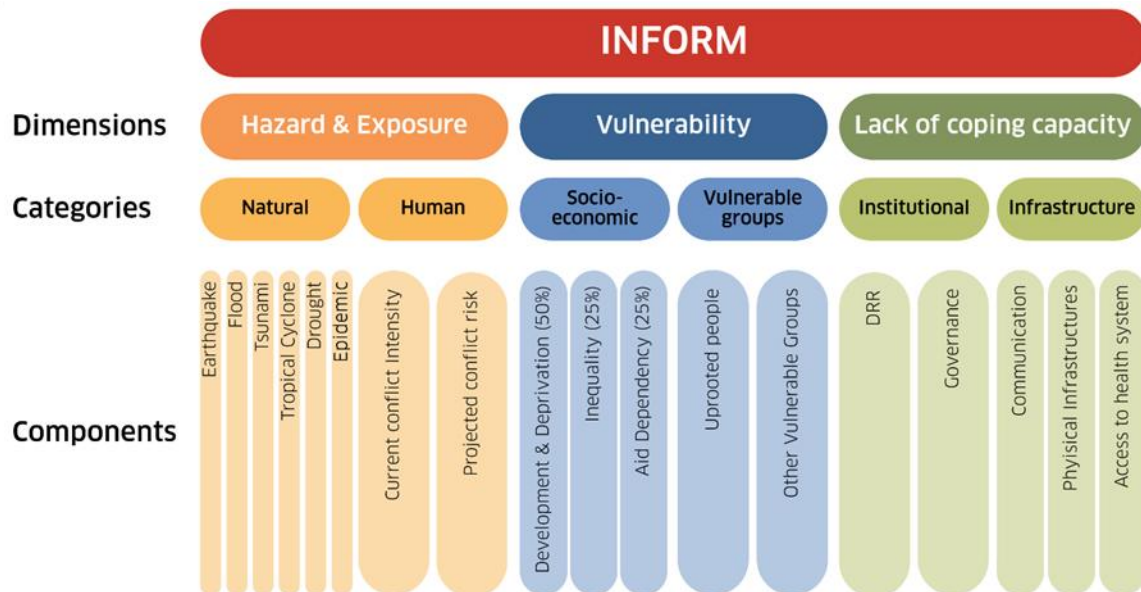 INFORM
Dimensions
Hazard & Exposure
Vulnerability
Lack of coping capacity
Categories
Natural
Human
Socio-
economic
Vulnerable
groups
Institutional
Infrastructure
Components
Earthquake
Flood
Tsunami
Tropical Cyclone
Drought
Epidemic
Current conflict Intensity
Projected conflict risk
Development & Deprivation (50%)
Inequality (25%)
Aid Dependency (25%)
Uprooted people
Other Vulnerable Groups
DRR
Governance
Communication
Phyisical Infrastructures
Access to health system